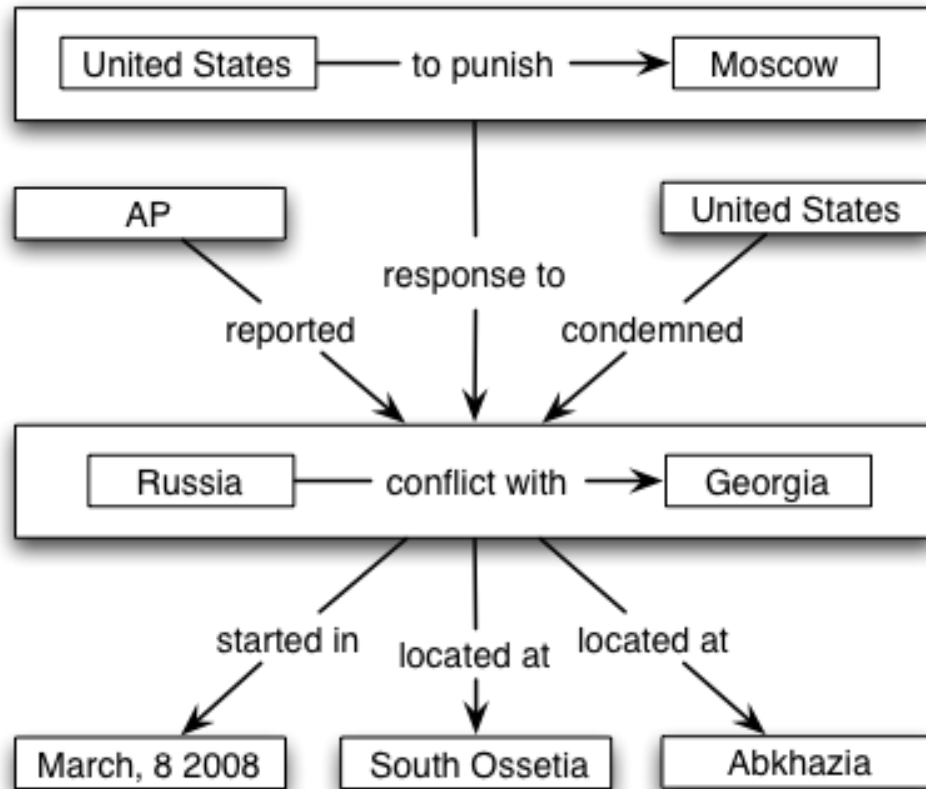 United States to punish Moscow
AP
United States
response to
reported
condemned
Russia conflict with Georgia
started in
located at
located at
March, 8 2008
South Ossetia
Abkhazia